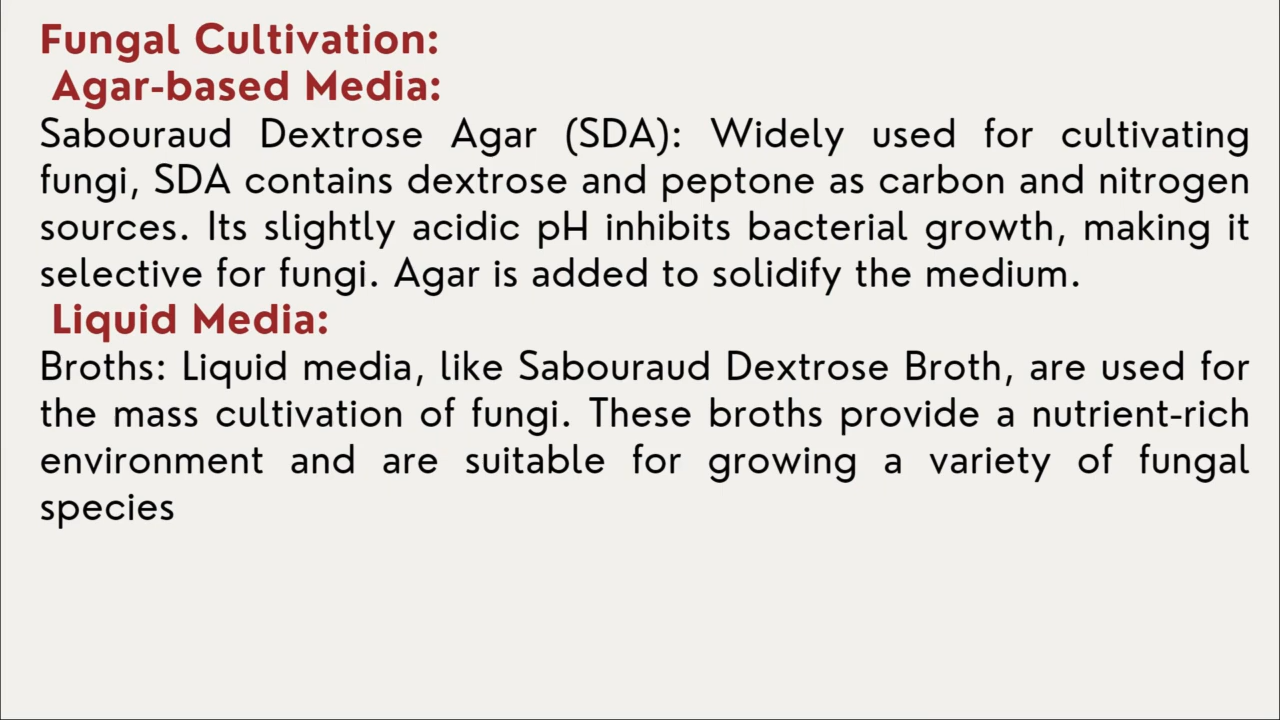 Fungal Cultivation:
Agar-based Media:
Sabouraud Dextrose Agar (SDA): Widely used for cultivating
fungi, SDA contains dextrose and peptone as carbon and nitrogen
sources. Its slightly acidic pH inhibits bacterial growth, making it
selective for fungi. Agar is added to solidify the medium.
Liquid Media:
Broths: Liquid media, like Sabouraud Dextrose Broth, are used for
the mass cultivation of fungi. These broths provide a nutrient-rich
environment and are suitable for growing a variety of fungal
species